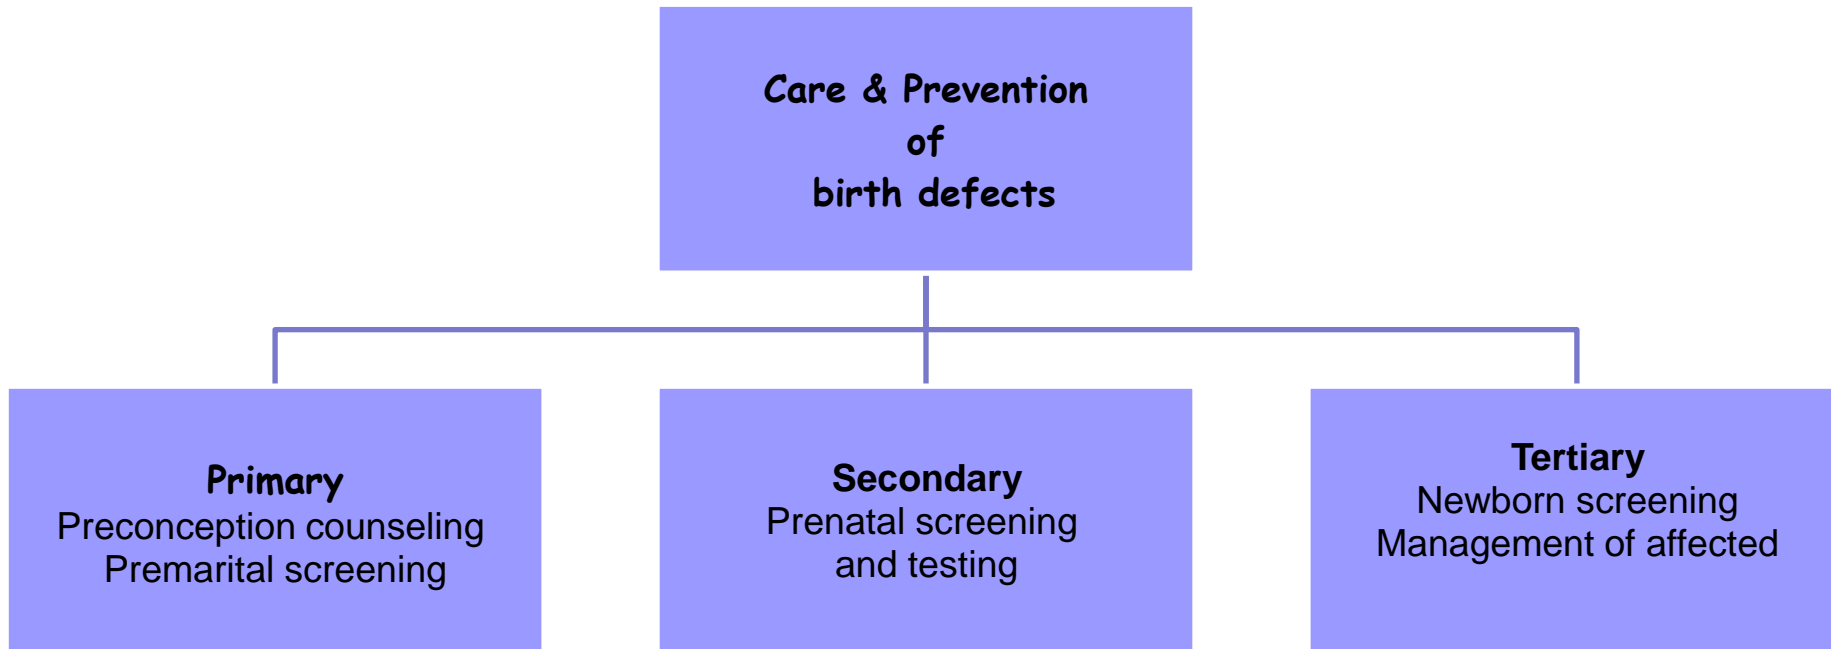 Care & Prevention
of
birth defects
Primary
Preconception counseling
Premarital screening
Secondary
Prenatal screening
and testing
Tertiary
Newborn screening
Management of affected